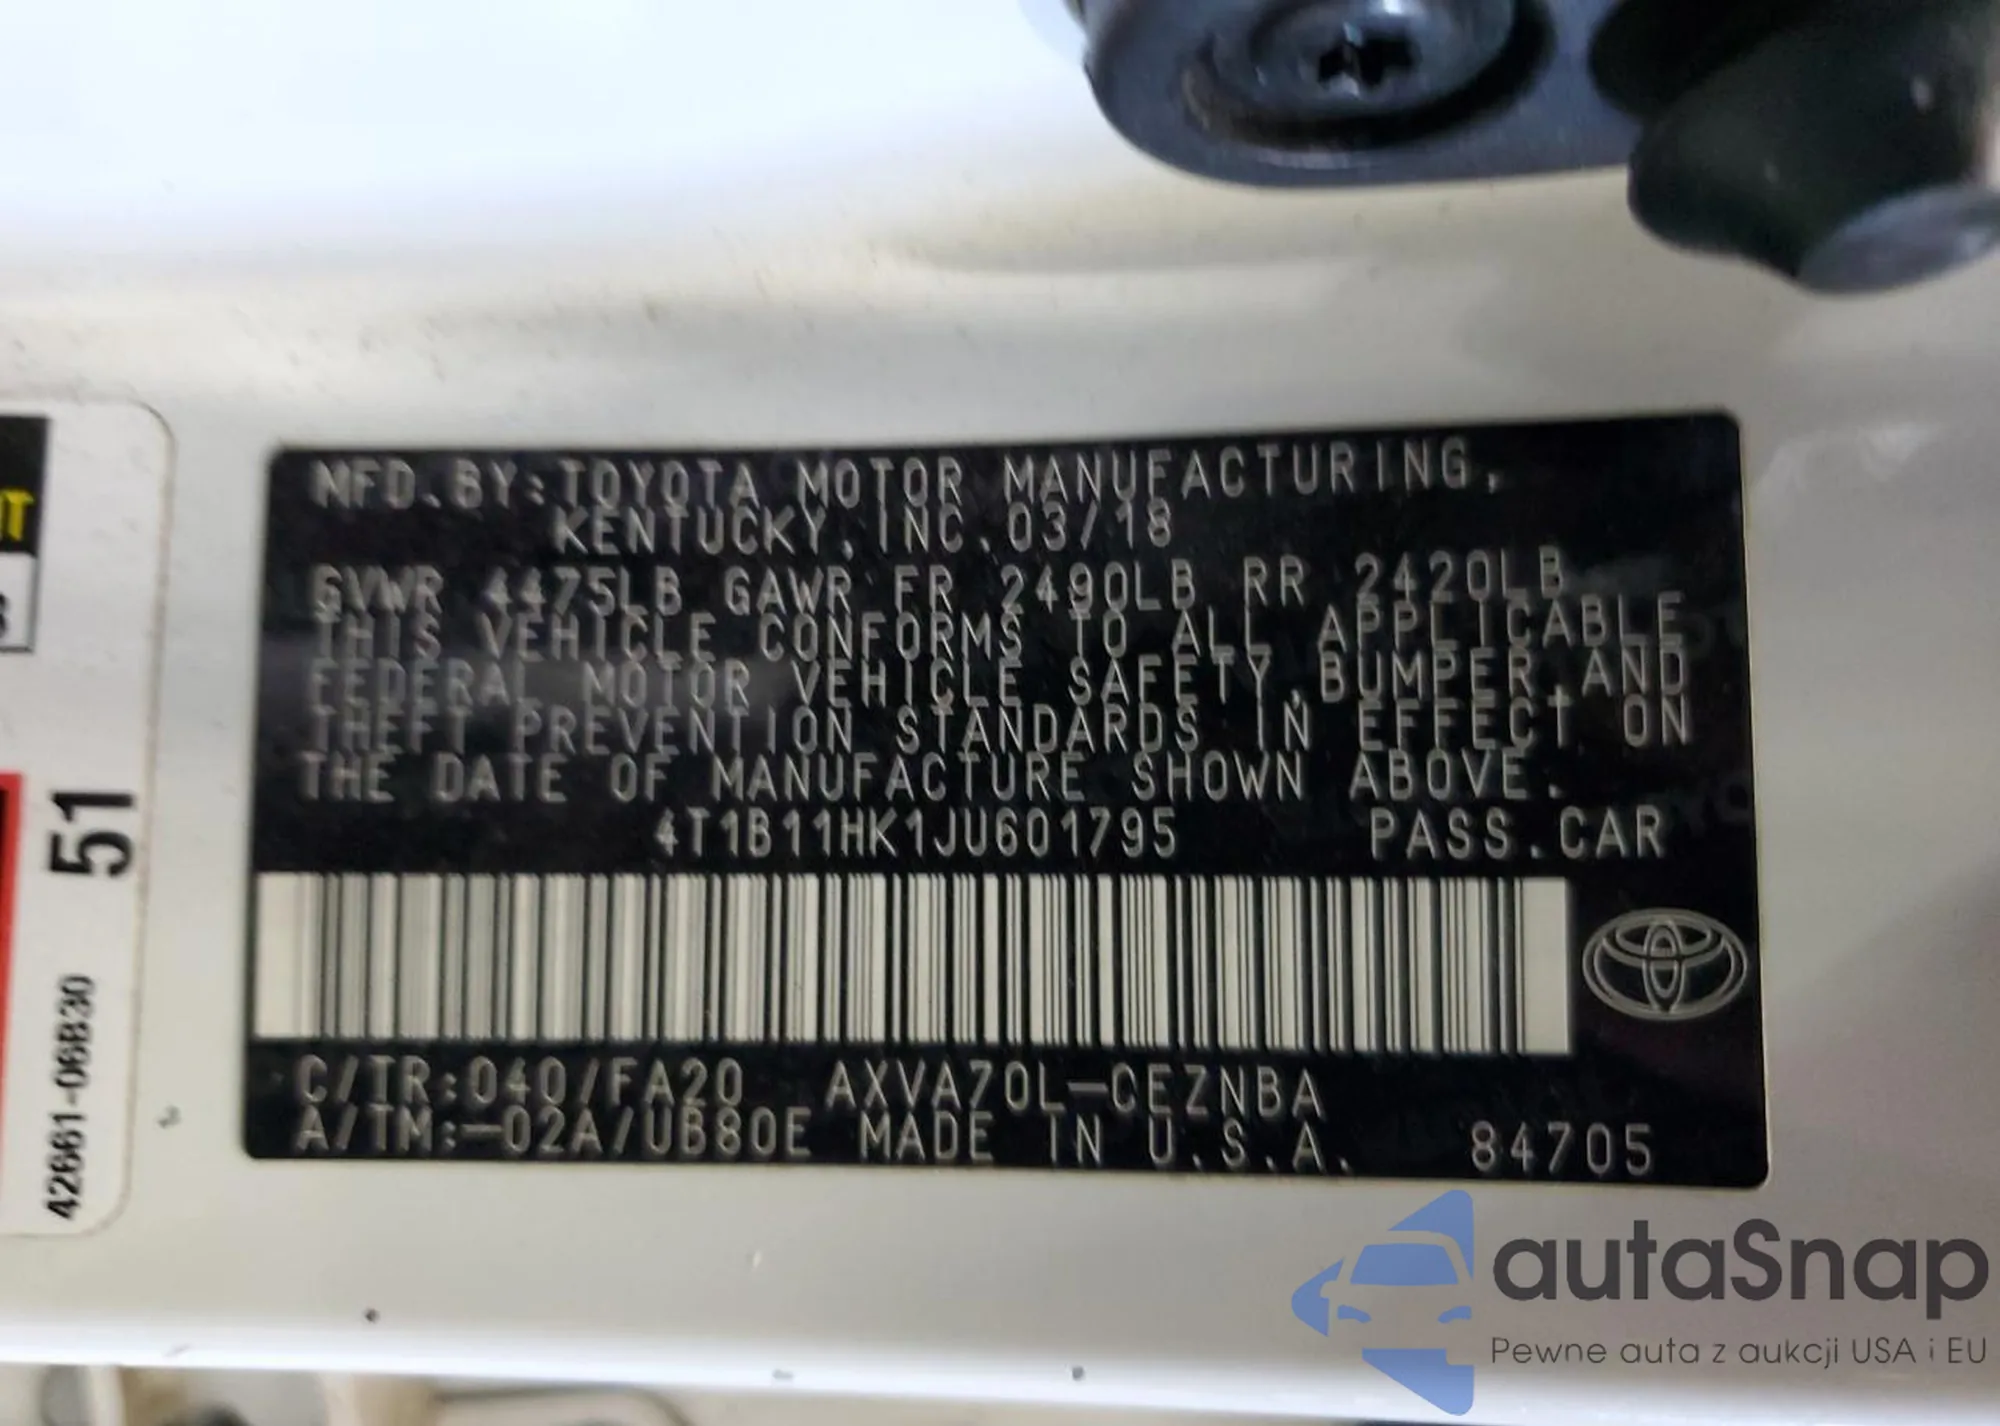 MFD.BY:TOYOTA MOTOR MANUFACTURING,
KENTUCKY,INC.03/18
GVWR 4475LB GAWR FR 2490LB RR 2420LB
THIS VEHICLE CONFORMS TO ALL APPLICABLE
FEDERAL MOTOR VEHICLE SAFETY,BUMPER,AND
THEFT PREVENTION STANDARDS IN EFFECT ON
THE DATE OF MANUFACTURE SHOWN ABOVE.
4T1B11HK1JU601795 PASS.CAR
C/TR:040/FA20 AXVA70L-CEZNBA
A/TM:-02A/UB80E MADE IN U.S.A. 84705
51
42661-06B30
autaSnap
Pewne auta z aukcji USA i EU